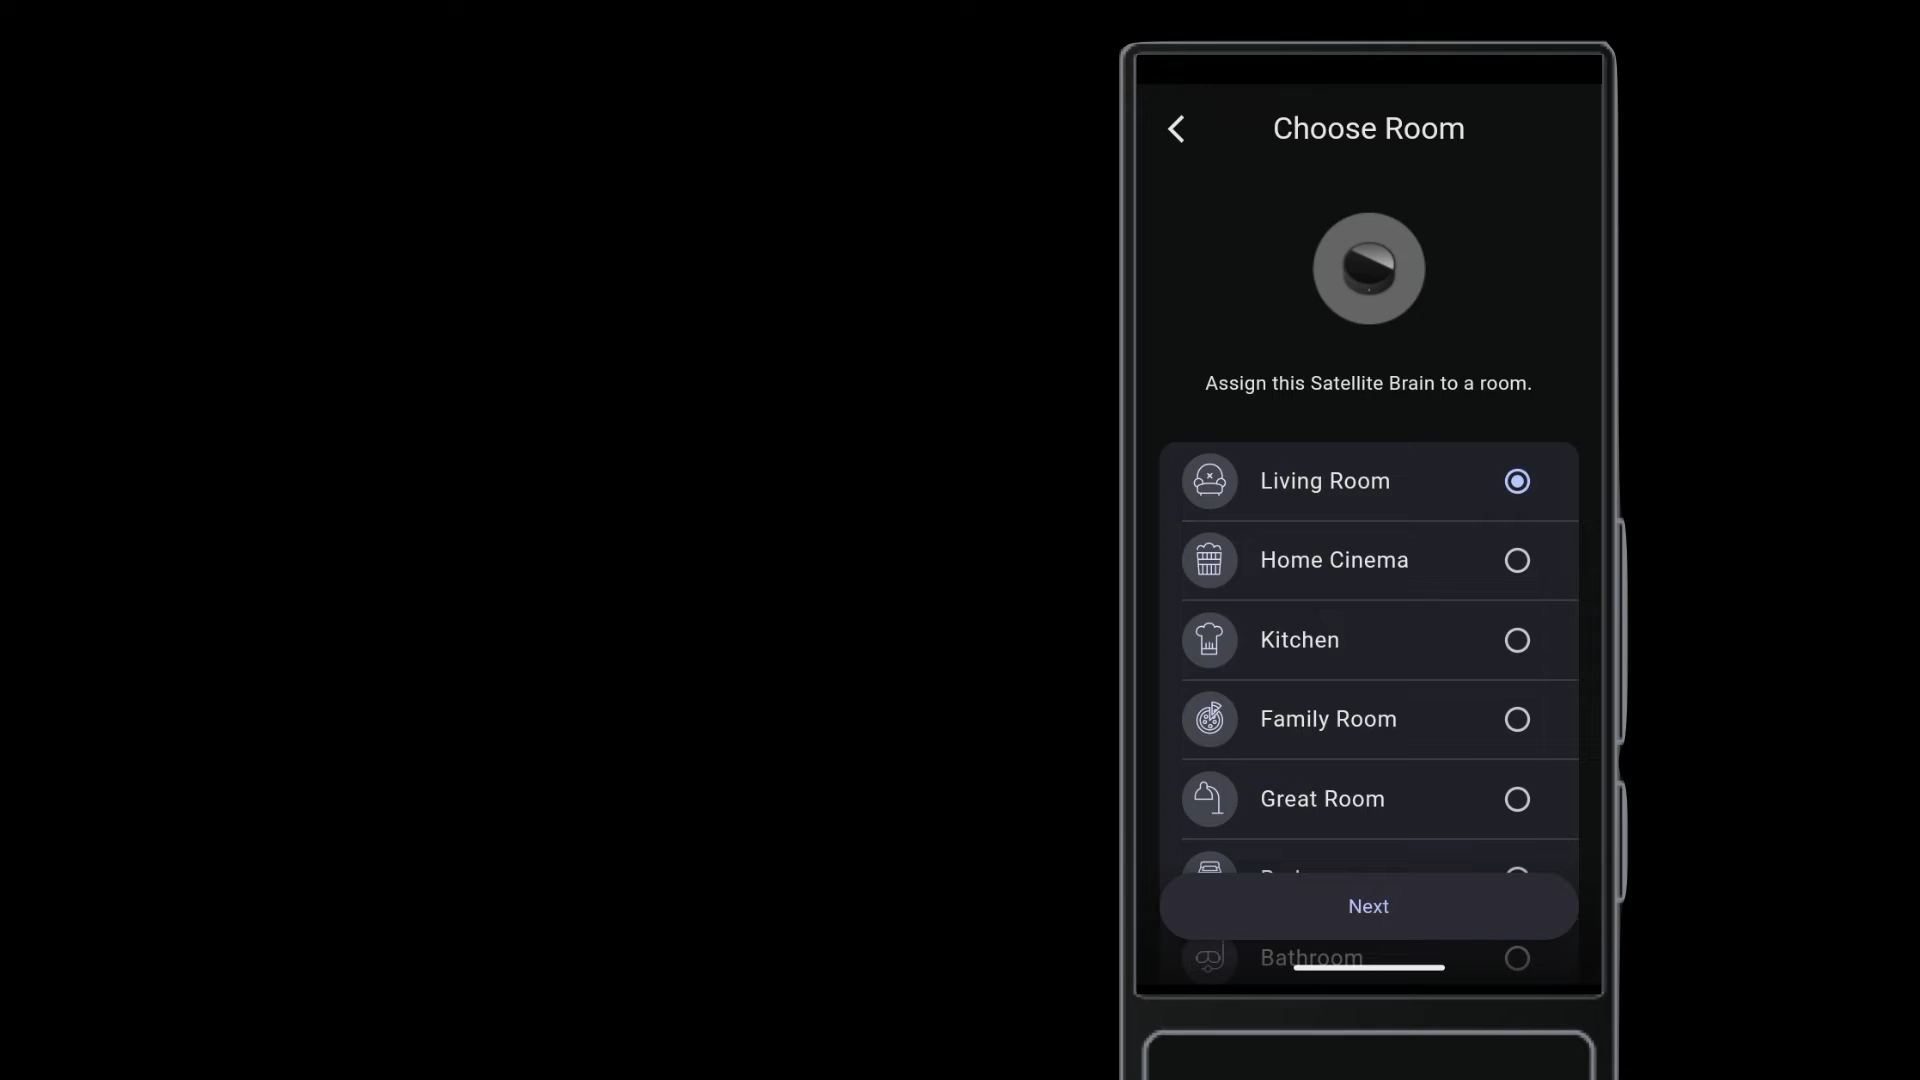 Choose Room
Assign this Satellite Brain to a room.
Living Room
Home Cinema
Kitchen
Family Room
Great Room
Next
Bathroom